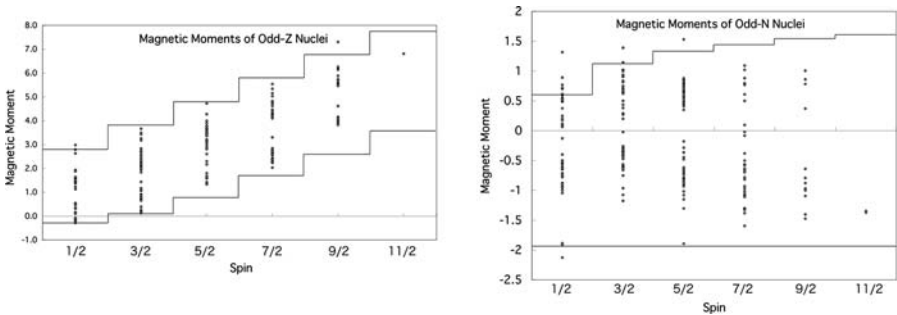 Magnetic Moments of Odd-Z Nuclei
Magnetic Moment
8.0
7.0
6.0
5.0
4.0
3.0
2.0
1.0
0.0
-1.0
1/2 3/2 5/2 7/2 9/2 11/2
Spin
Magnetic Moments of Odd-N Nuclei
Magnetic Moment
2
1.5
1
0.5
0
-0.5
-1
-1.5
-2
-2.5
1/2 3/2 5/2 7/2 9/2 11/2
Spin